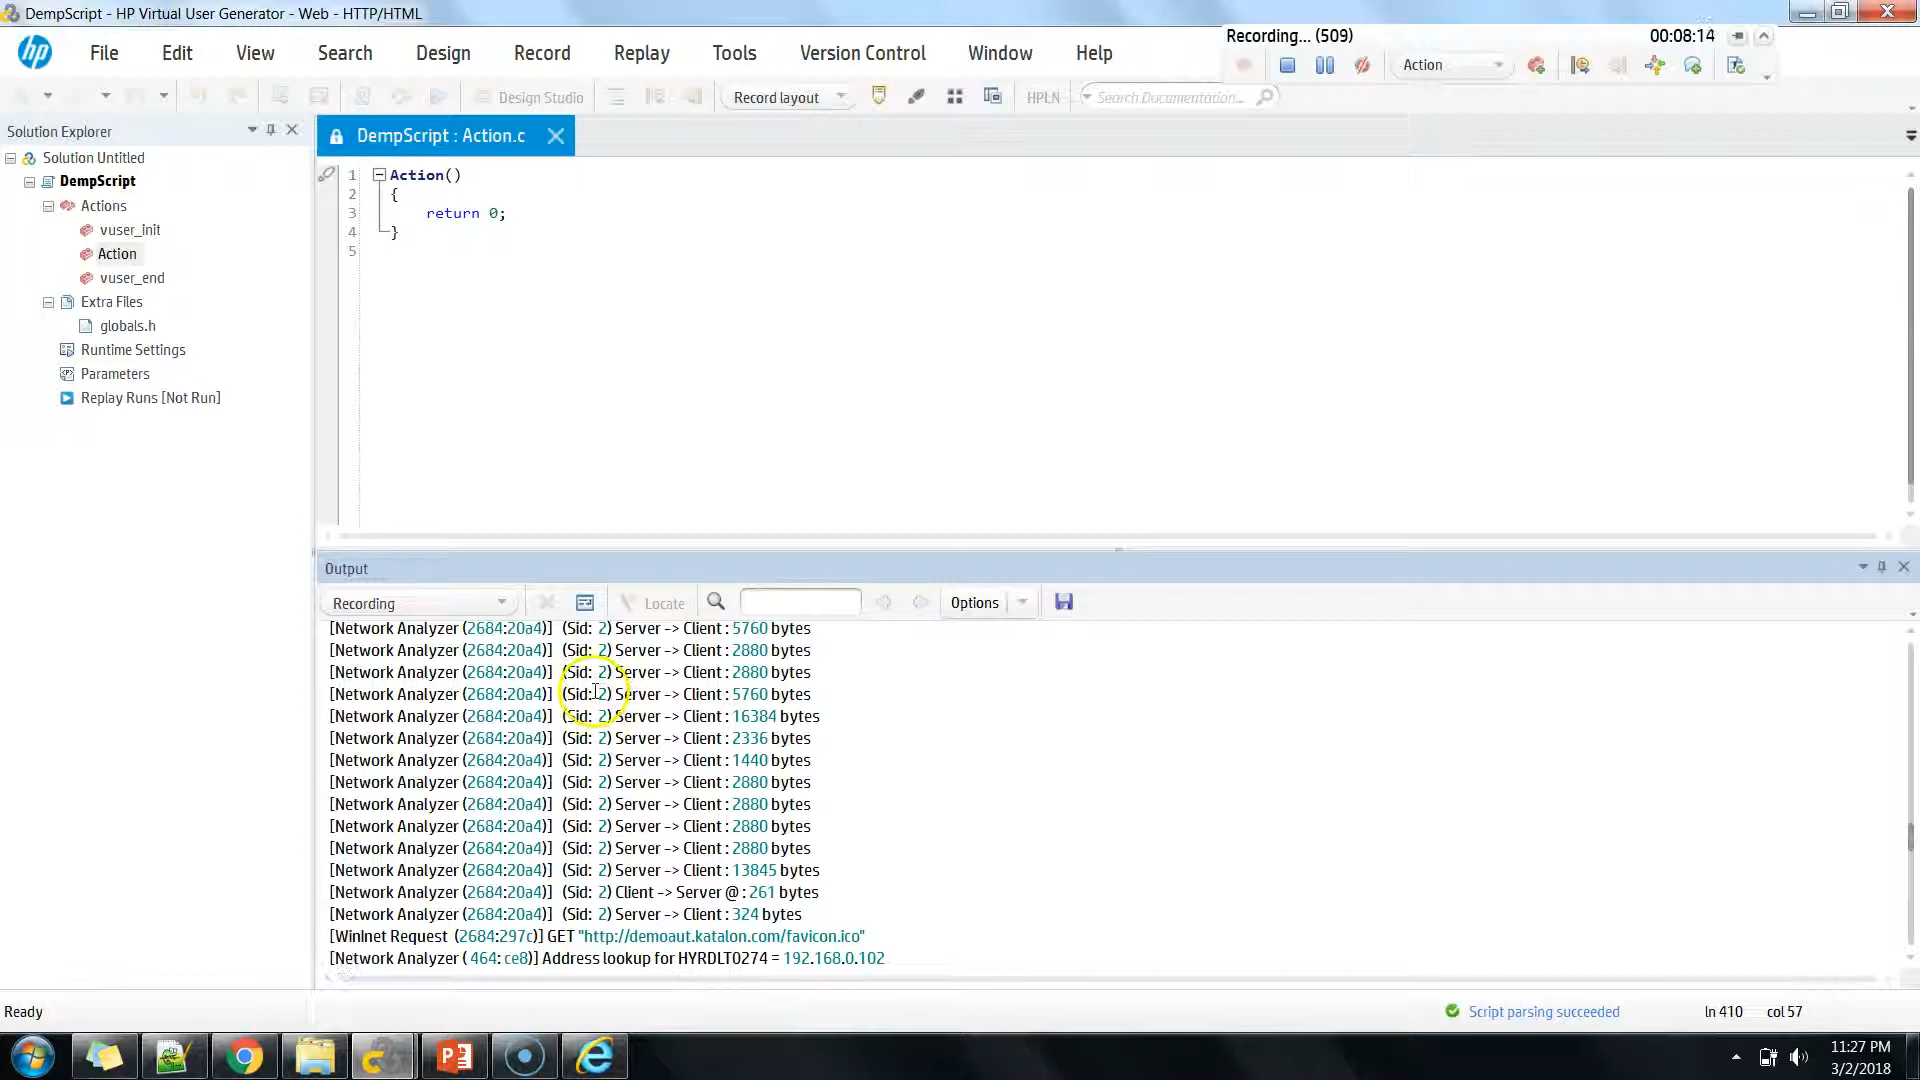 DempScript - HP Virtual User Generator - Web - HTTP/HTML
Recording... (509) 00:08:14
hp File Edit View Search Design Record Replay Tools Version Control Window Help
Action
Design Studio Record layout HPLN Search Documentation...
Solution Explorer
DempScript : Action.c
Solution Untitled
DempScript
Actions
vuser_init
Action
vuser_end
Extra Files
globals.h
Runtime Settings
Parameters
Replay Runs [Not Run]
1 Action()
2 {
3 return 0;
4 }
5
Output
Recording Locate Options
[Network Analyzer (2684:20a4)] (Sid: 2) Server -> Client : 5760 bytes
[Network Analyzer (2684:20a4)] (Sid: 2) Server -> Client : 2880 bytes
[Network Analyzer (2684:20a4)] (Sid: 2) Server -> Client : 2880 bytes
[Network Analyzer (2684:20a4)] (Sid: 2) Server -> Client : 5760 bytes
[Network Analyzer (2684:20a4)] (Sid: 2) Server -> Client : 16384 bytes
[Network Analyzer (2684:20a4)] (Sid: 2) Server -> Client : 2336 bytes
[Network Analyzer (2684:20a4)] (Sid: 2) Server -> Client : 1440 bytes
[Network Analyzer (2684:20a4)] (Sid: 2) Server -> Client : 2880 bytes
[Network Analyzer (2684:20a4)] (Sid: 2) Server -> Client : 2880 bytes
[Network Analyzer (2684:20a4)] (Sid: 2) Server -> Client : 2880 bytes
[Network Analyzer (2684:20a4)] (Sid: 2) Server -> Client : 2880 bytes
[Network Analyzer (2684:20a4)] (Sid: 2) Server -> Client : 13845 bytes
[Network Analyzer (2684:20a4)] (Sid: 2) Client -> Server @ : 261 bytes
[Network Analyzer (2684:20a4)] (Sid: 2) Server -> Client : 324 bytes
[WinInet Request (2684:297c)] GET "http://demoaut.katalon.com/favicon.ico"
[Network Analyzer ( 464: ce8)] Address lookup for HYRDLT0274 = 192.168.0.102
Ready Script parsing succeeded ln 410 col 57
11:27 PM
3/2/2018